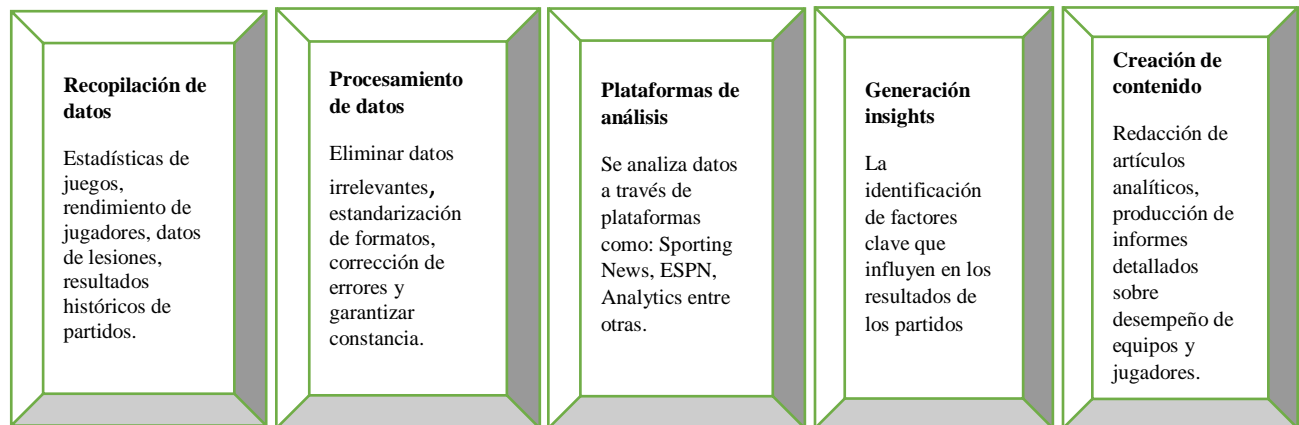 Recopilación de
datos
Estadísticas de
juegos,
rendimiento de
jugadores, datos
de lesiones,
resultados
históricos de
partidos.
Procesamiento
de datos
Eliminar datos
irrelevantes,
estandarización
de formatos,
corrección de
errores y
garantizar
constancia.
Plataformas de
análisis
Se analiza datos
a través de
plataformas
como: Sporting
News, ESPN,
Analytics entre
otras.
Generación
insights
La
identificación
de factores
clave que
influyen en los
resultados de
los partidos
Creación de
contenido
Redacción de
artículos
analíticos,
producción de
informes
detallados
sobre
desempeño de
equipos y
jugadores.